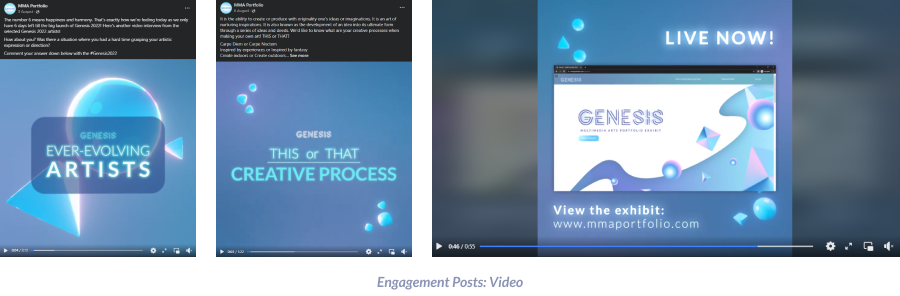 MMA Portfolio
3 August
The number 6 means happiness and harmony. That's exactly how we're feeling today as we only
have 6 days left till the big launch of Genesis 2022! Here's another video interview from the
selected Genesis 2022 artists!
How about you? Was there a situation where you had a hard time grasping your artistic
expression or direction?
Comment your answer down below with the #Genesis2022
GENESIS
EVER-EVOLVING
ARTISTS
MMA Portfolio
It is the ability to create or produce with originality one's ideas or imaginations. It is an art of
nurturing inspirations. It is also known as the development of an idea into its ultimate form
through a series of ideas and needs. We'd like to know what are your creative processes when
making your own art! THIS or THAT!
Carpe Diem or Carpe Noctem
Inspired by experiences or Inspired by fantasy
Create indoors or Create outdoors... See more
GENESIS
THIS or THAT
CREATIVE PROCESS
LIVE NOW!
GENESIS
MULTIMEDIA ARTS PORTFOLIO EXHIBIT
View the exhibit:
www.mmaportfolio.com
0:46 / 0:55
Engagement Posts: Video